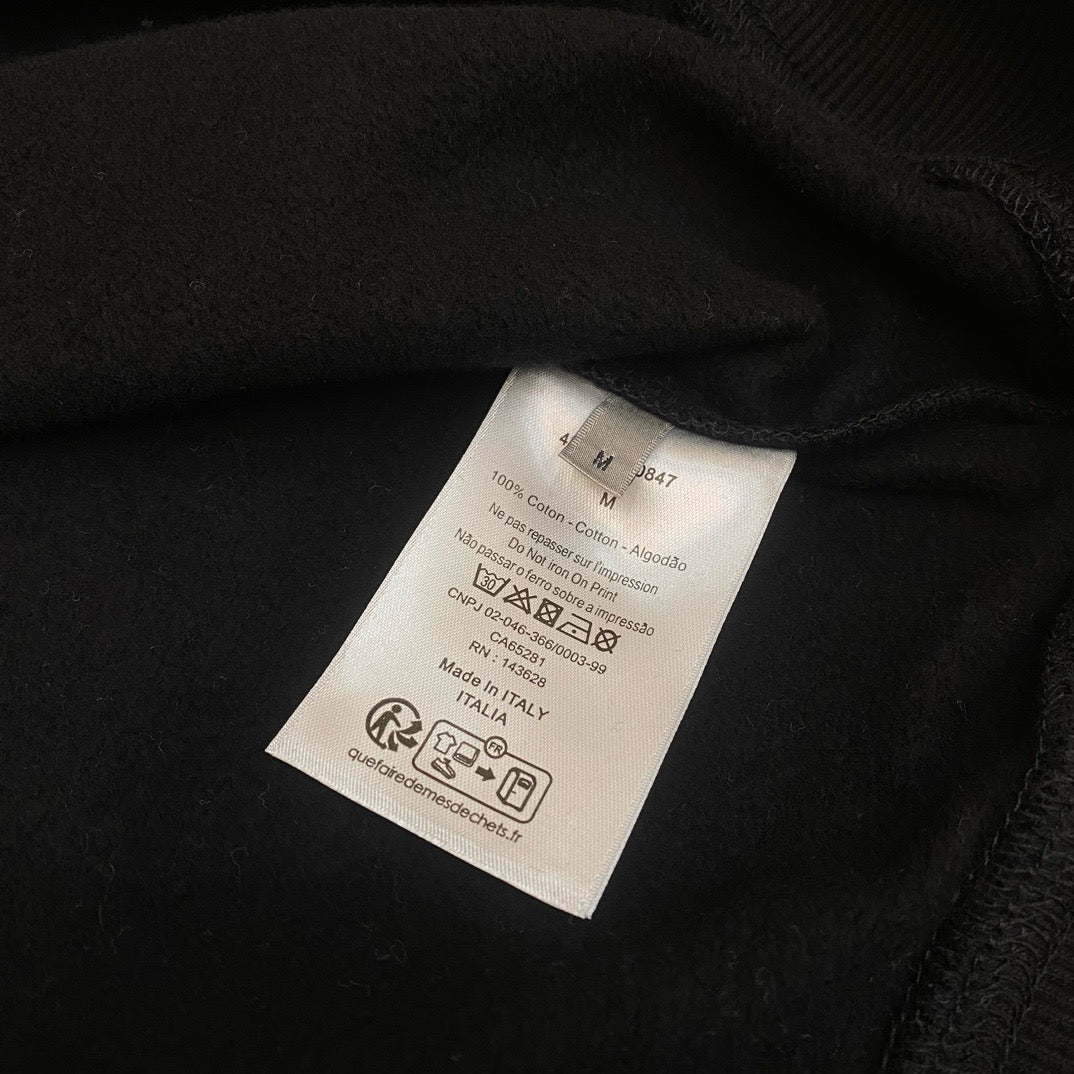 M
0847
M
100% Coton - Cotton - Algodão
Ne pas repasser sur l'impression
Do Not iron On Print
Não passar o ferro sobre a impressão
30
CNPJ 02-046-366/0003-99
CA65281
RN : 143628
Made In ITALY
ITALIA
FR
quefairedemesdechets.fr